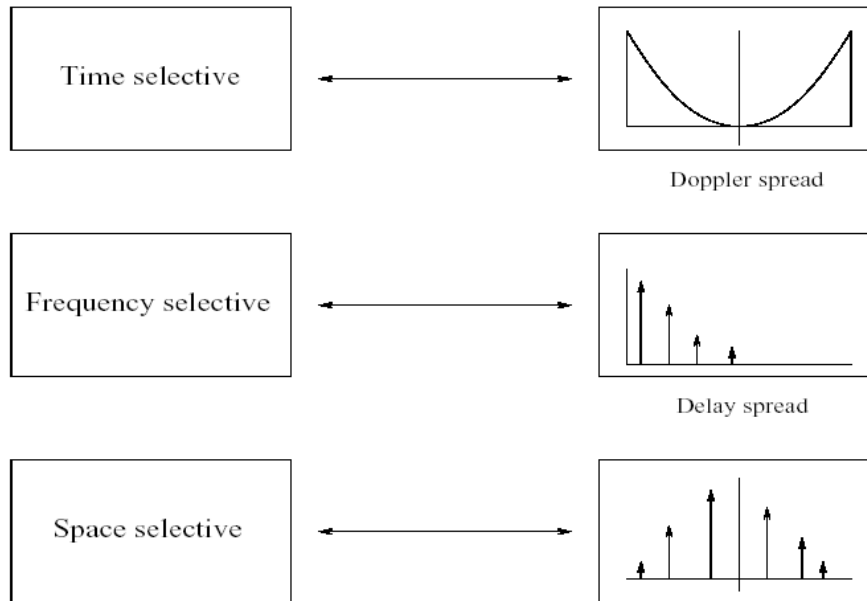 Time selective
Doppler spread
Frequency selective
Delay spread
Space selective